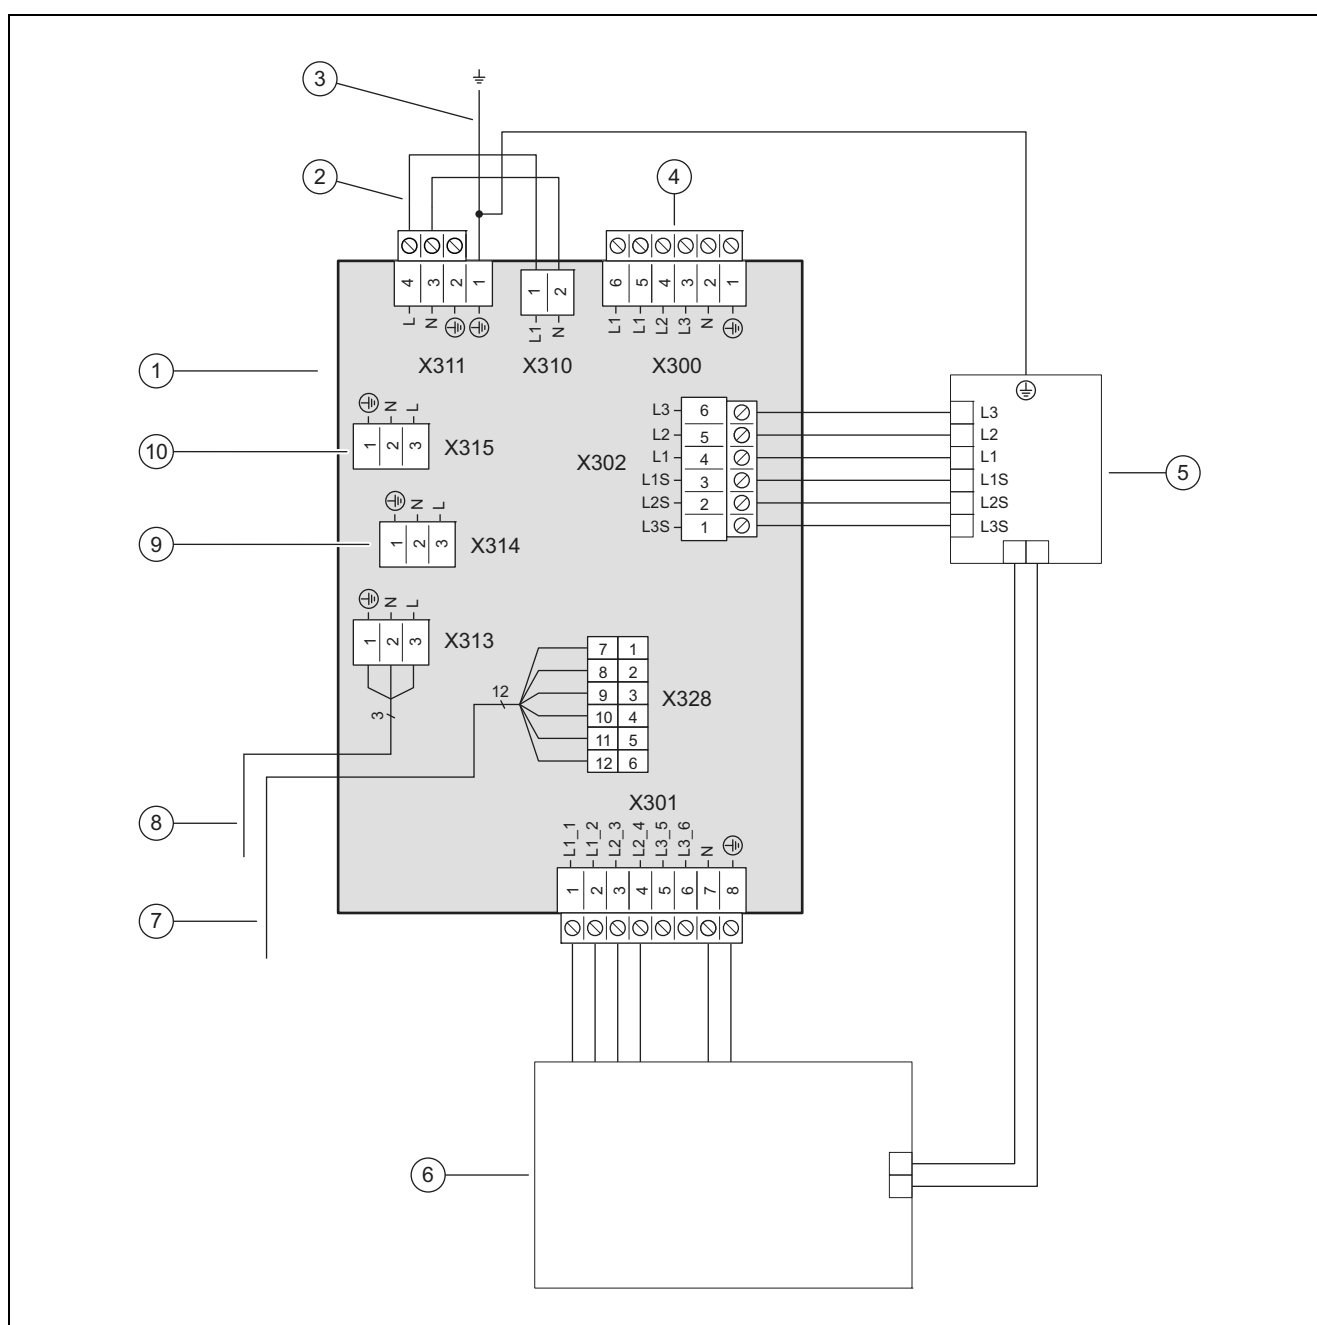 3
2
4
4 3 2 1
L N
X311
1 2
L1 N
X310
6 5 4 3 2 1
L1 L1 L2 L3 N
X300
1
N L
1 2 3
X315
10
N L
1 2 3
X314
9
N L
1 2 3
X313
3
8
7
X302
L3 6
L2 5
L1 4
L1S 3
L2S 2
L3S 1
L3
L2
L1
L1S
L2S
L3S
5
12
7 1
8 2
9 3
10 4
11 5
12 6
X328
X301
L1_1 L1_2 L2_3 L2_4 L3_5 L3_6 N
1 2 3 4 5 6 7 8
6